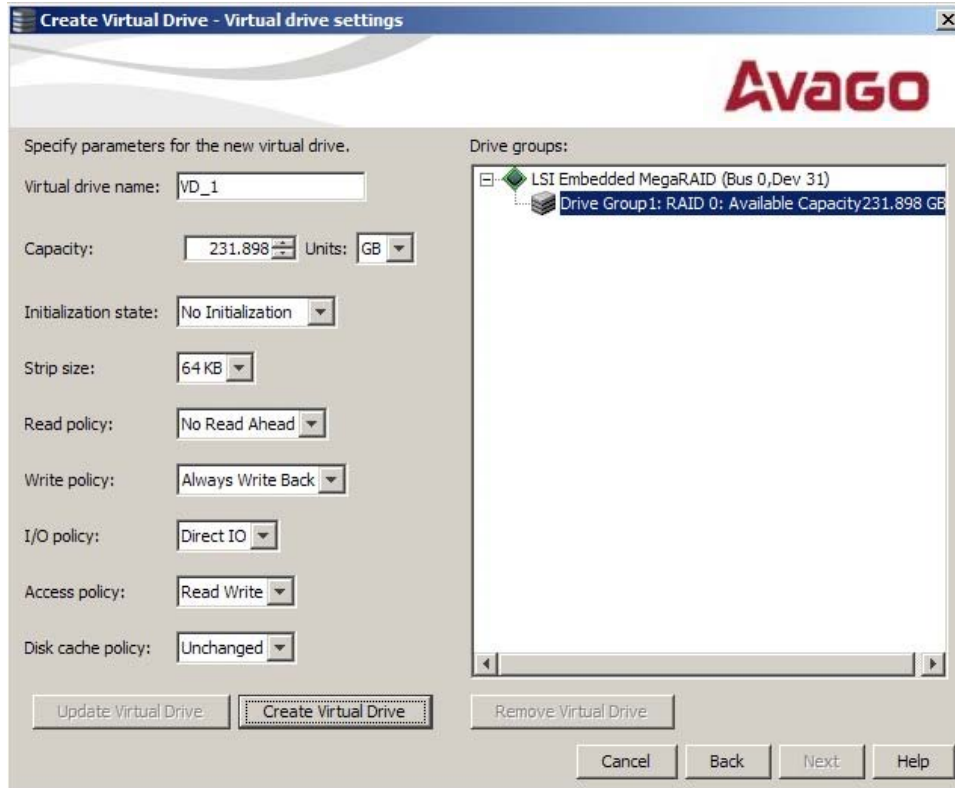 Create Virtual Drive - Virtual drive settings
AVAGO
Specify parameters for the new virtual drive.
Virtual drive name: VD_1
Capacity: 231.898 Units: GB
Initialization state: No Initialization
Strip size: 64 KB
Read policy: No Read Ahead
Write policy: Always Write Back
I/O policy: Direct IO
Access policy: Read Write
Disk cache policy: Unchanged
Update Virtual Drive Create Virtual Drive
Drive groups:
LSI Embedded MegaRAID (Bus 0,Dev 31)
Drive Group1: RAID 0: Available Capacity231.898 GB
Remove Virtual Drive
Cancel Back Next Help